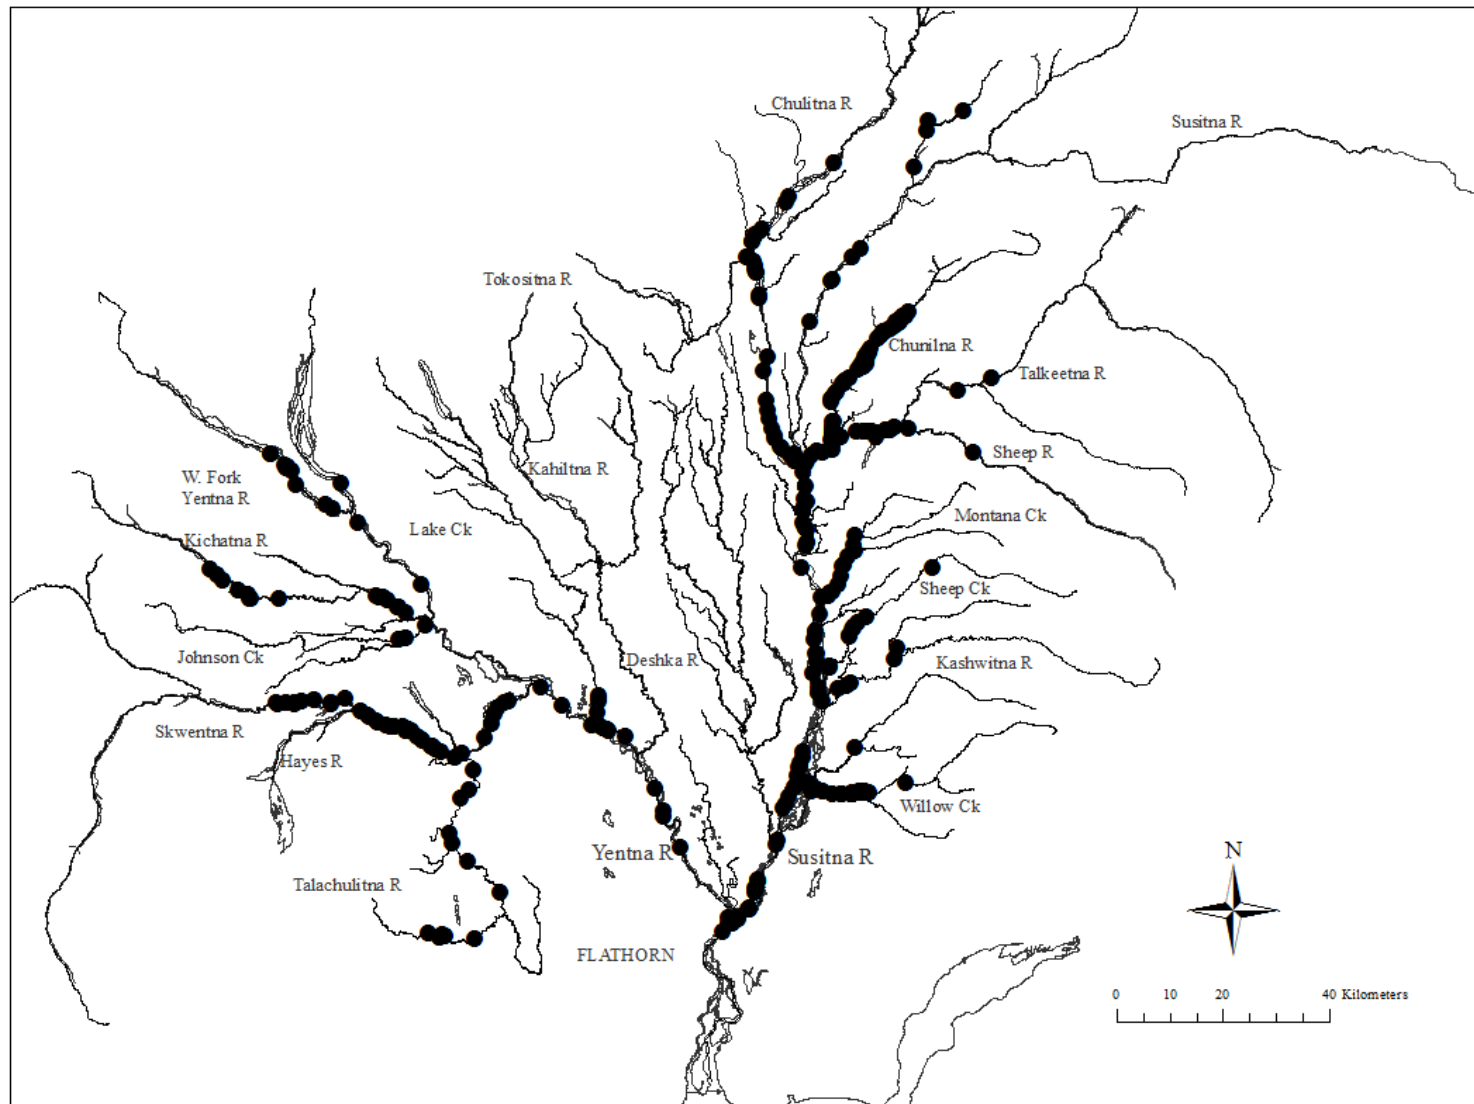 Chulitna R
Susitna R
Tokositna R
Chunilna R
Talkeetna R
Sheep R
Kahiltna R
W. Fork
Yentna R
Lake Ck
Montana Ck
Kichatna R
Sheep Ck
Johnson Ck
Deshka R
Kashwitna R
Skwentna R
Hayes R
Willow Ck
Yentna R
Susitna R
N
Talachulitna R
FLATHORN
0 10 20 40 Kilometers